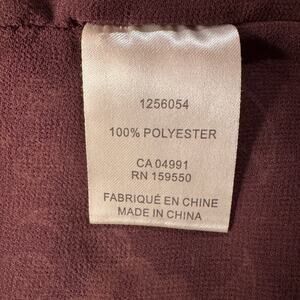 1256054
100% POLYESTER
CA 04991
RN 159550
FABRIQUÉ EN CHINE
MADE IN CHINA